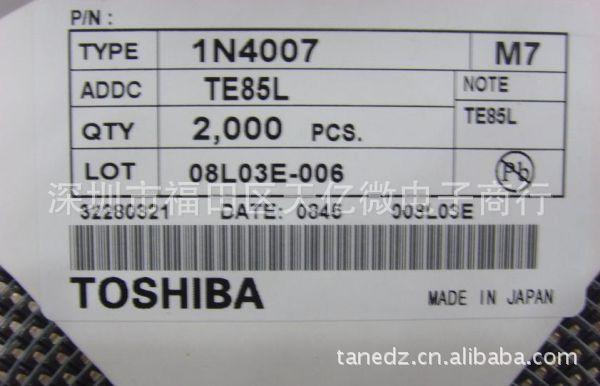 P/N :
TYPE 1N4007 M7
ADDC TE85L NOTE
QTY 2,000 PCS. TE85L
LOT 08L03E-006 Pb
深圳市福田区天亿微电子商行
32280321 DATE: 0845 008L03E
TOSHIBA MADE IN JAPAN
tanedz.cn.alibaba.com